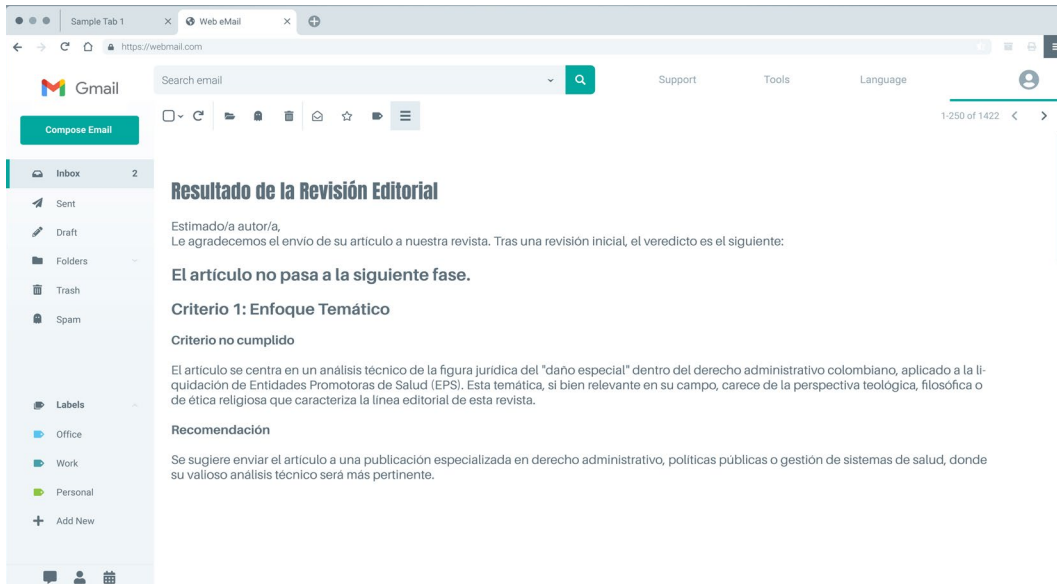 Sample Tab 1
Web eMail
https://webmail.com
Gmail
Search email
Support
Tools
Language
Compose Email
1-250 of 1422
Inbox 2
Sent
Draft
Folders
Trash
Spam
Labels
Office
Work
Personal
Add New
Resultado de la Revisión Editorial
Estimado/a autor/a,
Le agradecemos el envío de su artículo a nuestra revista. Tras una revisión inicial, el veredicto es el siguiente:
El artículo no pasa a la siguiente fase.
Criterio 1: Enfoque Temático
Criterio no cumplido
El artículo se centra en un análisis técnico de la figura jurídica del "daño especial" dentro del derecho administrativo colombiano, aplicado a la li-
quidación de Entidades Promotoras de Salud (EPS). Esta temática, si bien relevante en su campo, carece de la perspectiva teológica, filosófica o
de ética religiosa que caracteriza la línea editorial de esta revista.
Recomendación
Se sugiere enviar el artículo a una publicación especializada en derecho administrativo, políticas públicas o gestión de sistemas de salud, donde
su valioso análisis técnico será más pertinente.